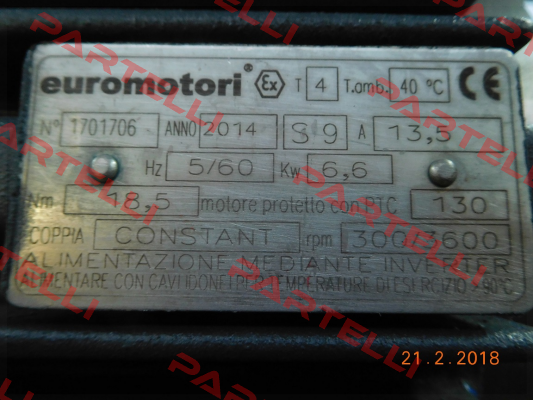 euromotori® Ex T 4 T.amb. 40 °C CE
N° 1701706 ANNO 2014 S9 A 13,5
Hz 5/60 Kw 6,6
Nm 18,5 motore protetto con PTC 130
COPPIA CONSTANT rpm 300/3600
ALIMENTAZIONE MEDIANTE INVERTER
ALIMENTARE CON CAVI IDONEI PER TEMPERATURE DI ESERCIZIO 90°C
21.2.2018
PARTELLI
PARTELLI
PARTELLI
PARTELLI
PARTELLI